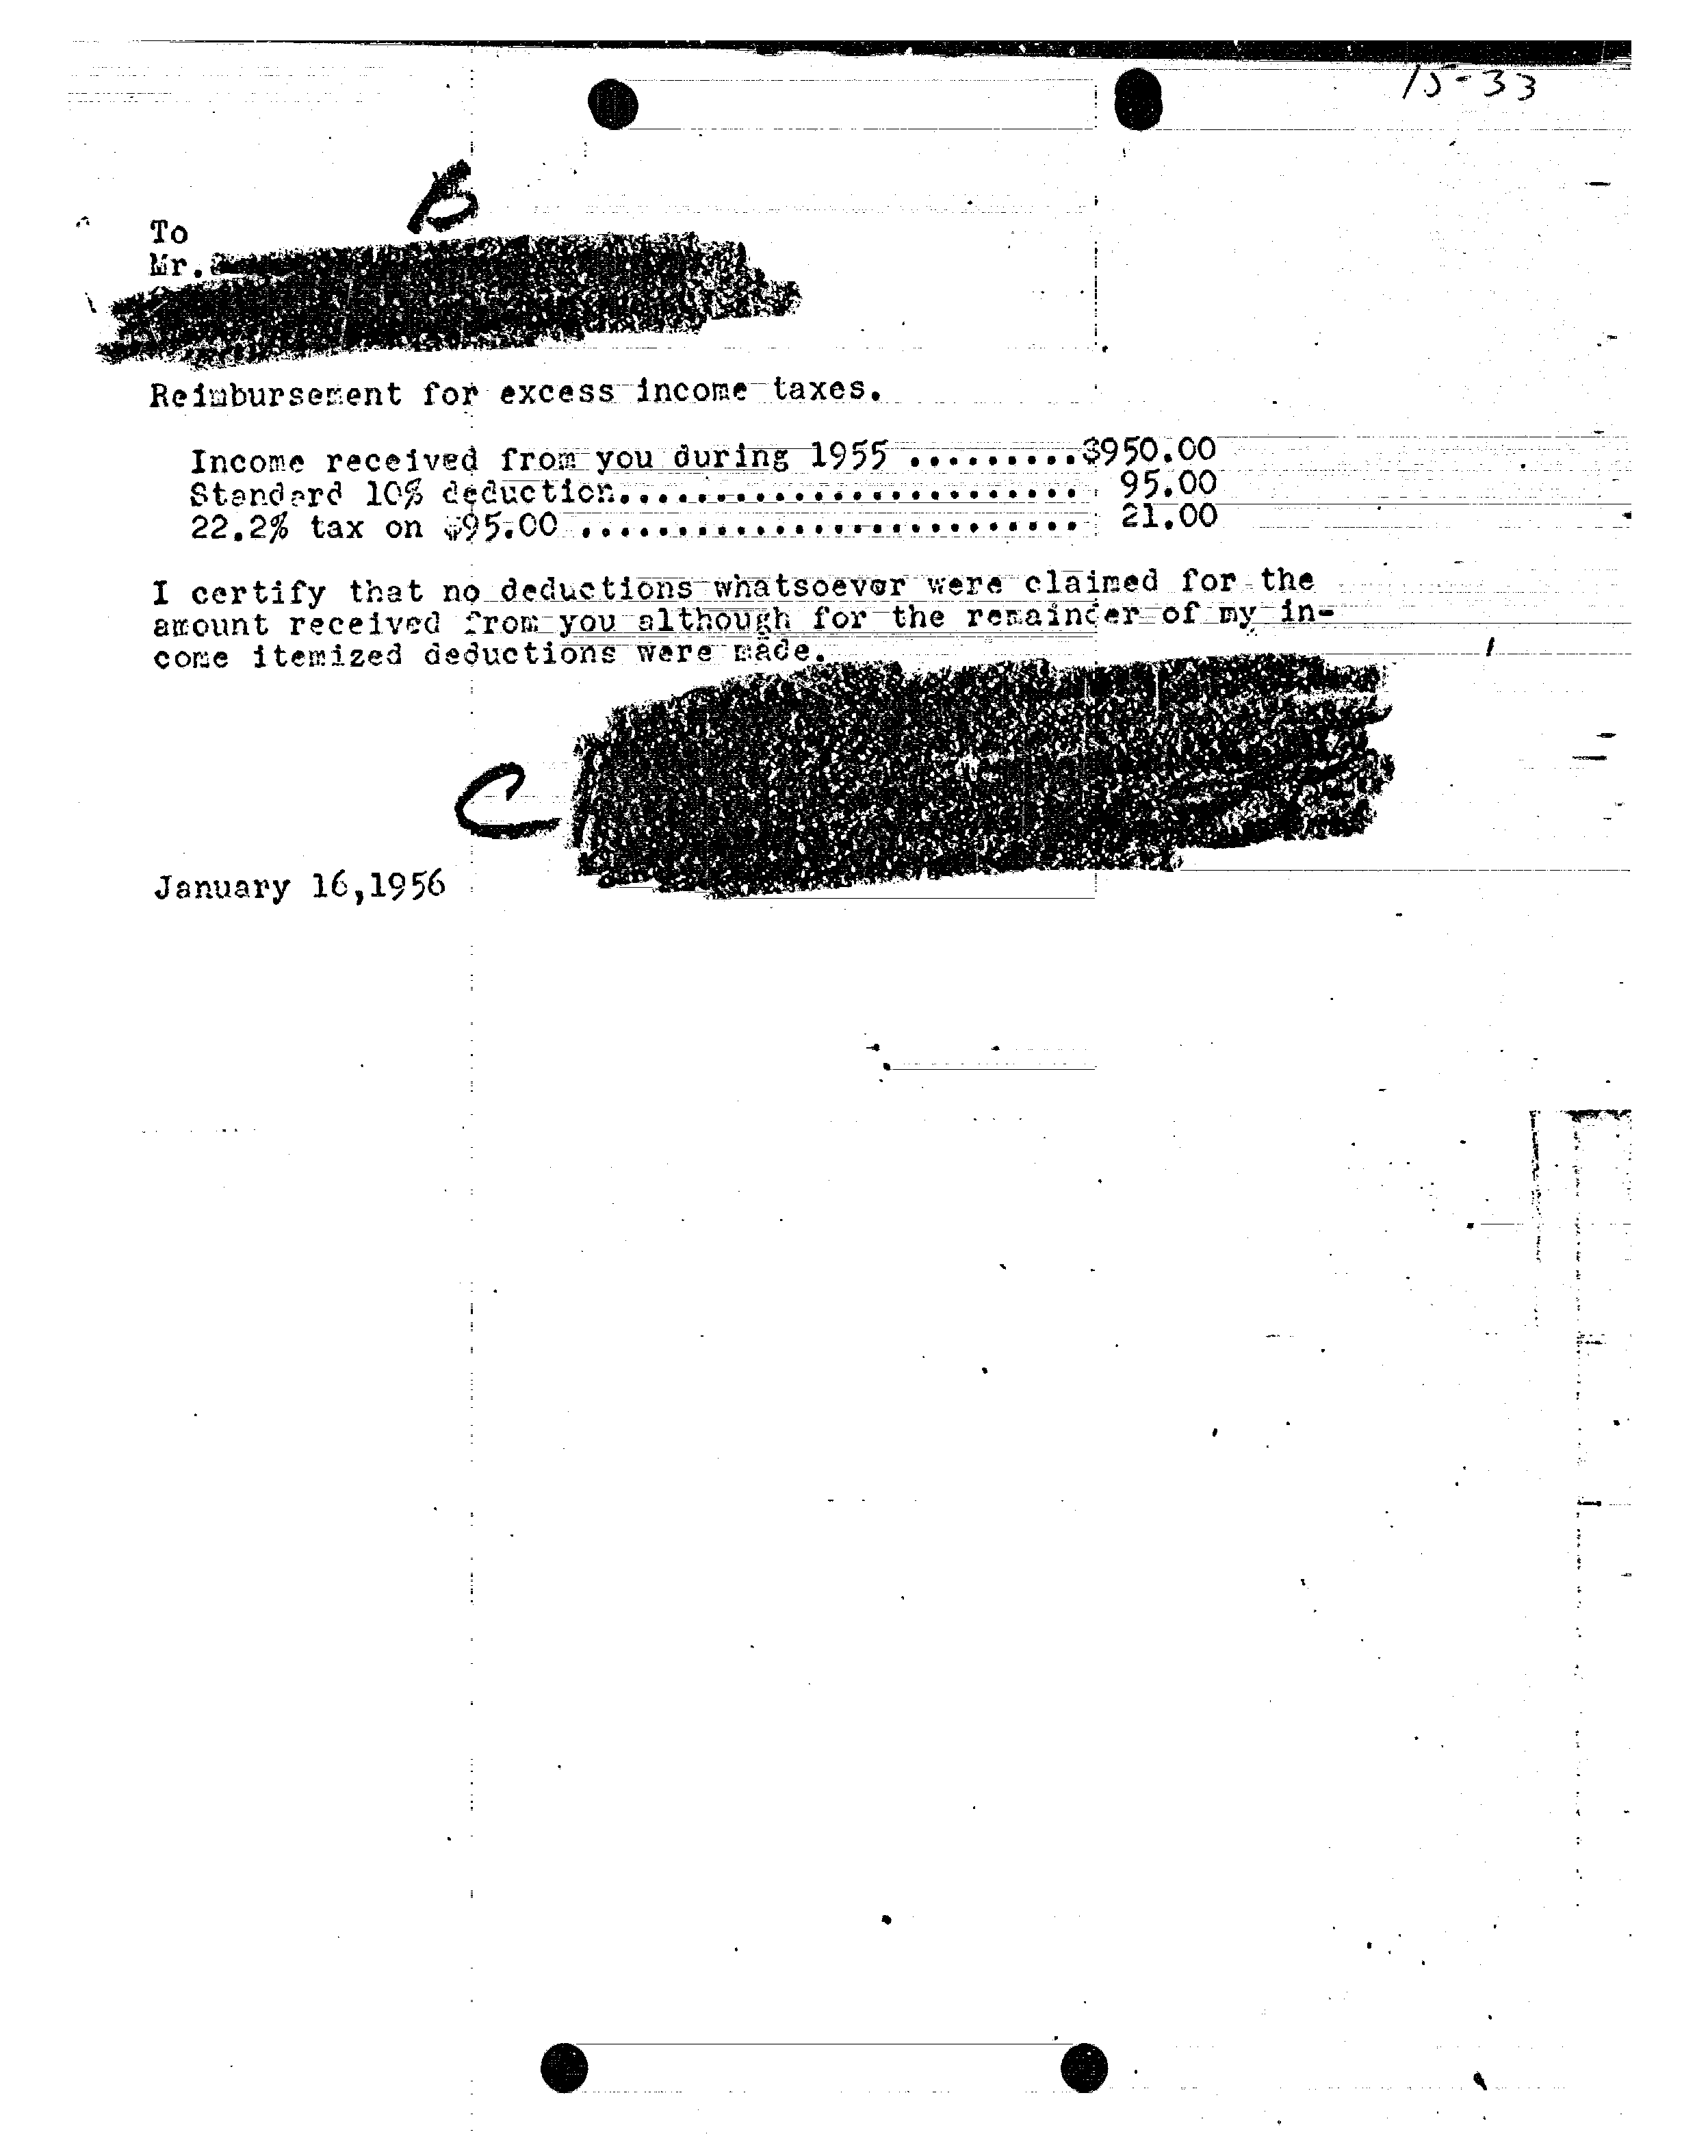 15-33
B
To
Mr.
Reimbursement for excess income taxes.
Income received from you during 1955 .........$950.00
Standard 10% deduction........................ 95.00
22.2% tax on $95.00 .......................... 21.00
I certify that no deductions whatsoever were claimed for the
amount received from you although for the remainder of my in-
come itemized deductions were made.
C
January 16,1956